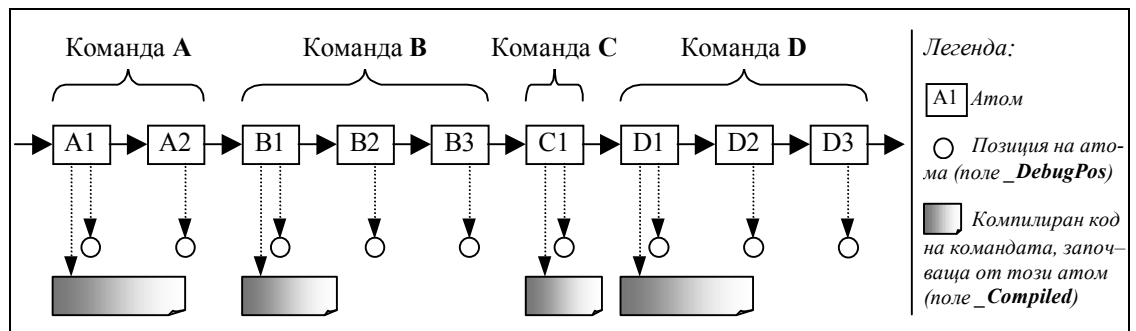 Команда A
Команда B
Команда C
Команда D
A1
A2
B1
B2
B3
C1
D1
D2
D3
Легенда:
A1 Атом
Позиция на ато-
ма (поле _DebugPos)
Компилиран код
на командата, започ–
ваща от този атом
(поле _Compiled)